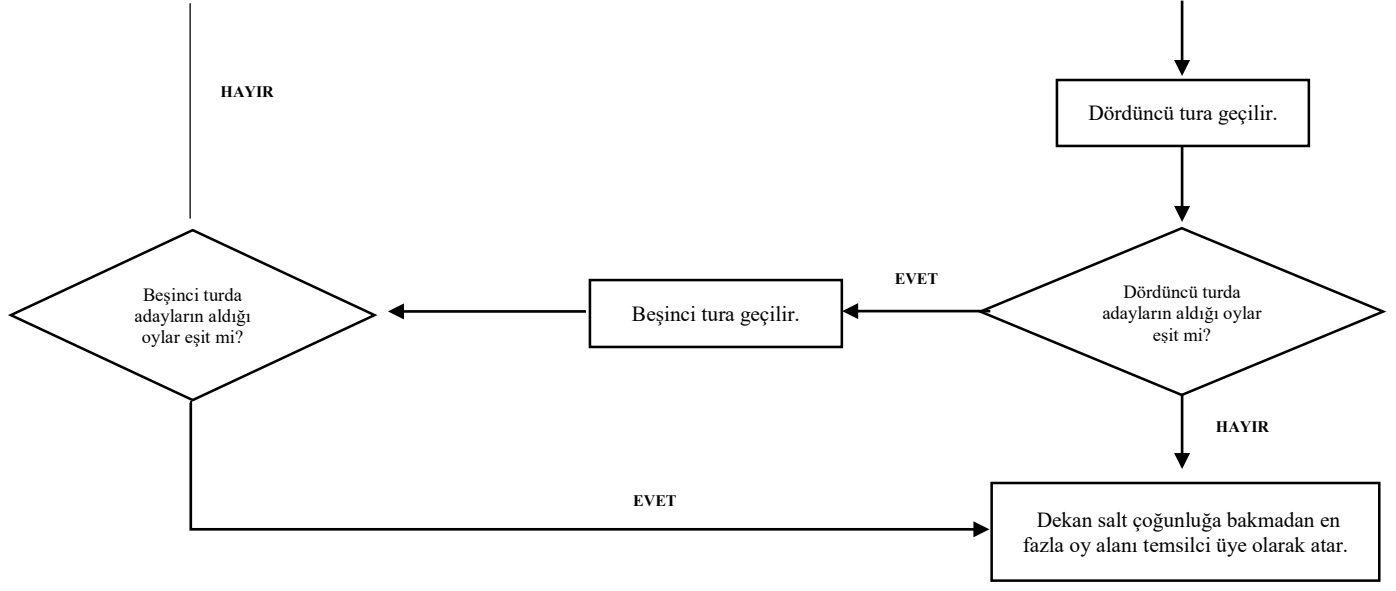 HAYIR
Dördüncü tura geçilir.
Dördüncü turda
adayların aldığı oylar
eşit mi?
EVET
Beşinci tura geçilir.
Beşinci turda
adayların aldığı
oylar eşit mi?
HAYIR
EVET
Dekan salt çoğunluğa bakmadan en
fazla oy alanı temsilci üye olarak atar.